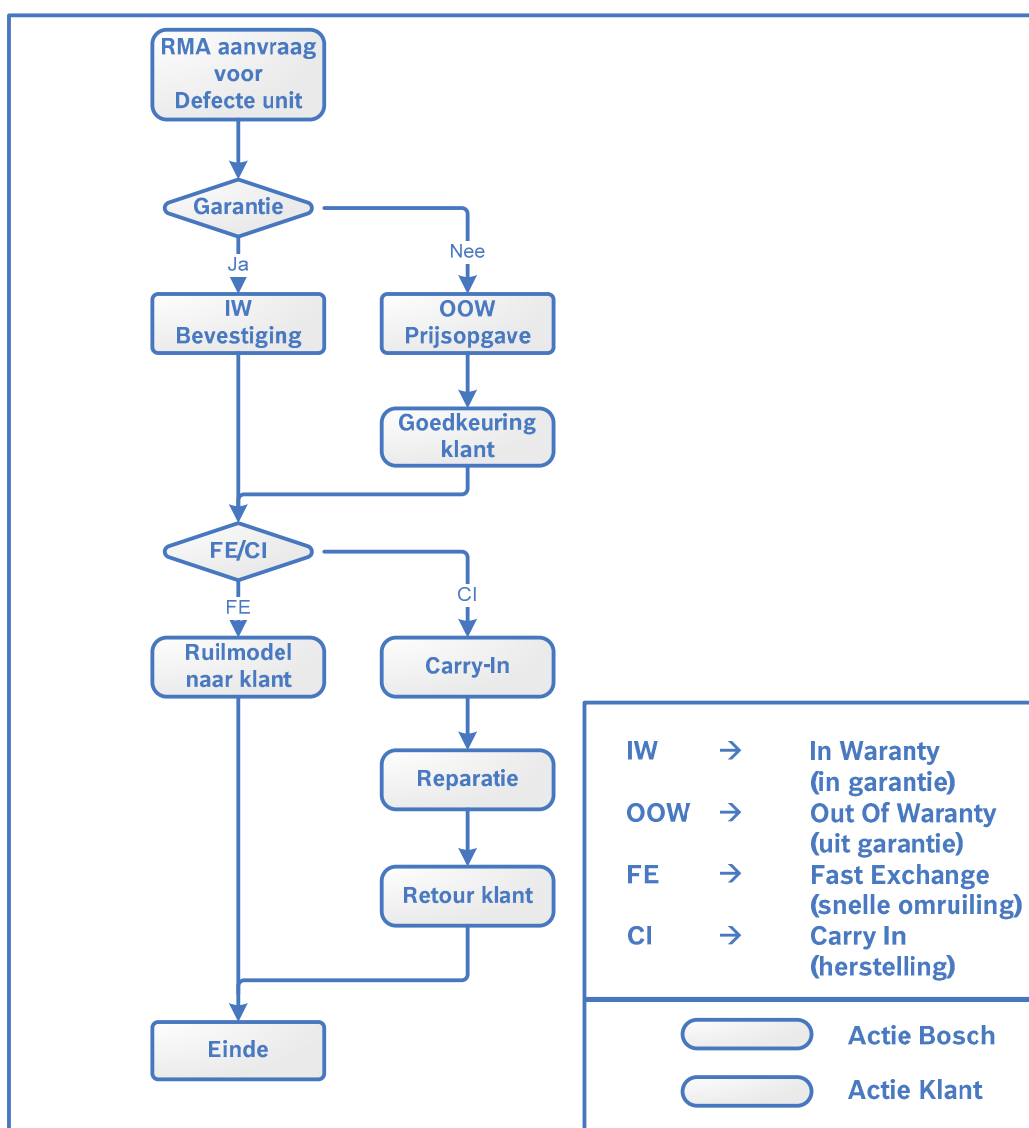 RMA aanvraag
voor
Defecte unit
Garantie
Ja
Nee
IW
Bevestiging
OOW
Prijsopgave
Goedkeuring
klant
FE/CI
FE
CI
Ruilmodel
naar klant
Carry-In
Reparatie
Retour klant
Einde
IW → In Waranty
(in garantie)
OOW → Out Of Waranty
(uit garantie)
FE → Fast Exchange
(snelle omruiling)
CI → Carry In
(herstelling)
Actie Bosch
Actie Klant